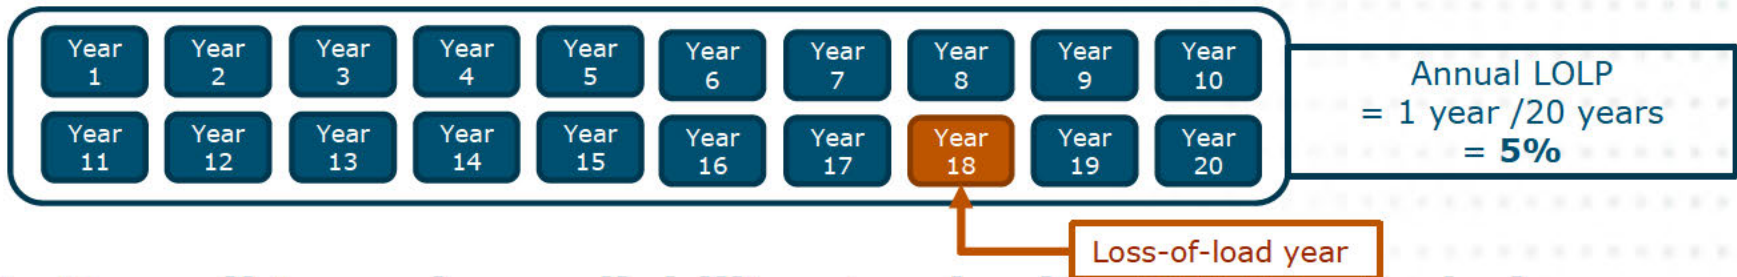 Year Year Year Year Year Year Year Year Year Year
1 2 3 4 5 6 7 8 9 10
Year Year Year Year Year Year Year Year Year Year
11 12 13 14 15 16 17 18 19 20
Annual LOLP
= 1 year /20 years
= 5%
Loss-of-load year